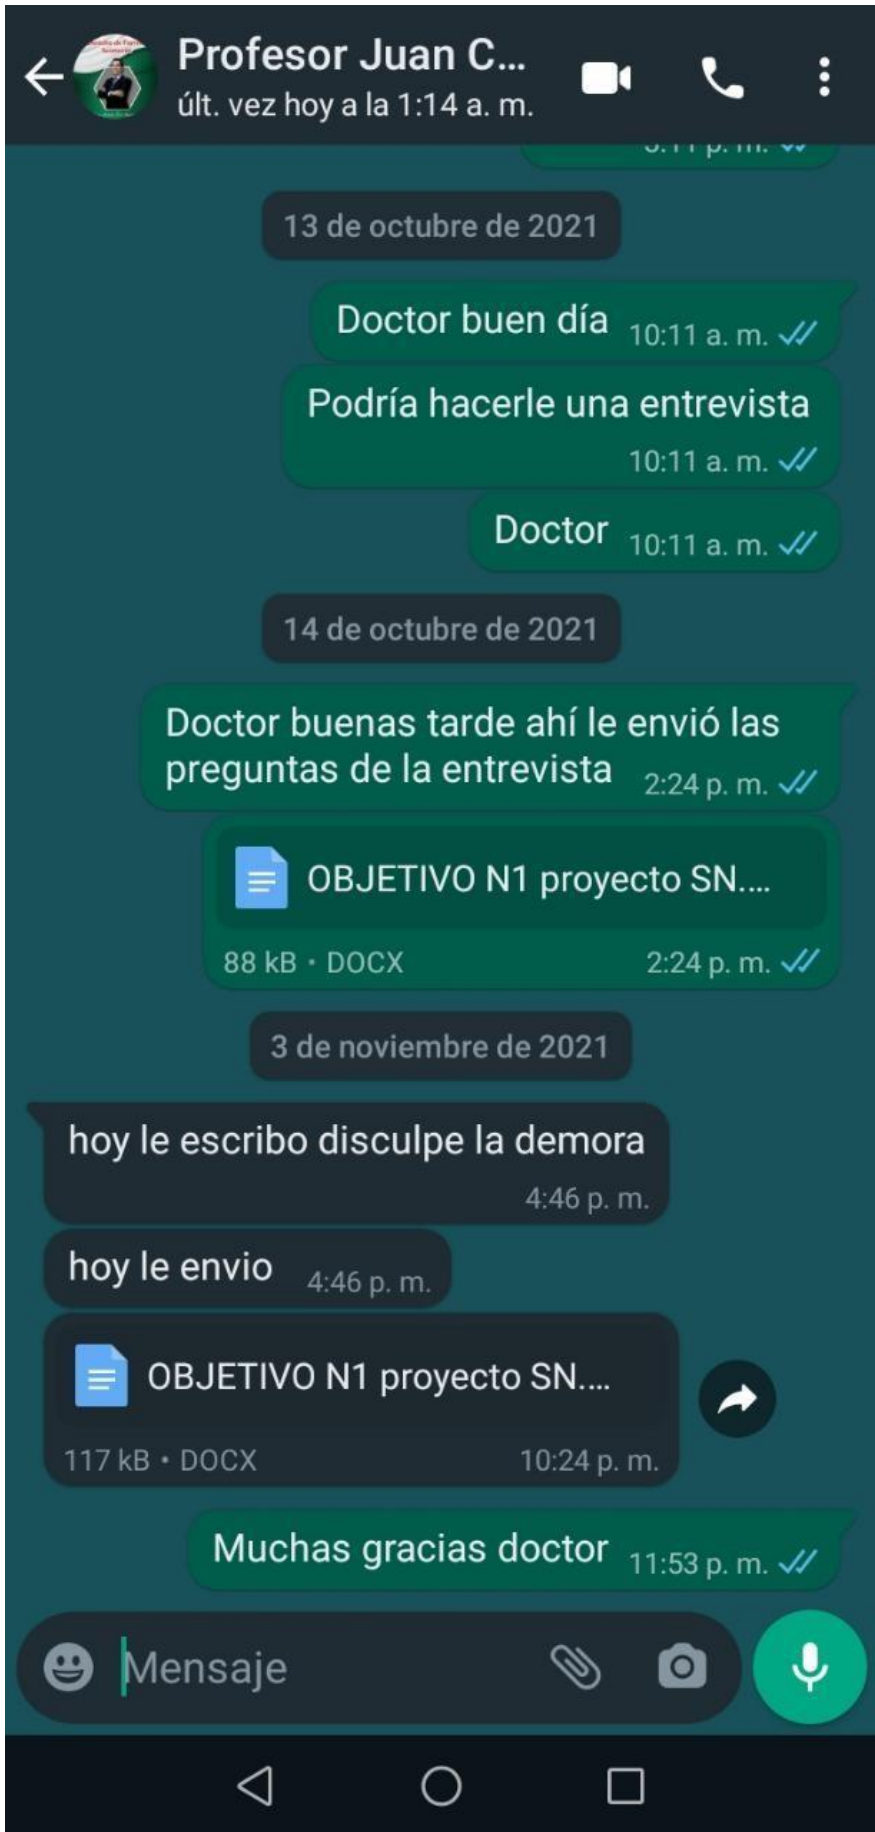 Profesor Juan C...
últ. vez hoy a la 1:14 a. m.
13 de octubre de 2021
Doctor buen día 10:11 a. m.
Podría hacerle una entrevista
10:11 a. m.
Doctor 10:11 a. m.
14 de octubre de 2021
Doctor buenas tarde ahí le envió las
preguntas de la entrevista 2:24 p. m.
OBJETIVO N1 proyecto SN....
88 kB • DOCX 2:24 p. m.
3 de noviembre de 2021
hoy le escribo disculpe la demora
4:46 p. m.
hoy le envio 4:46 p. m.
OBJETIVO N1 proyecto SN....
117 kB • DOCX 10:24 p. m.
Muchas gracias doctor 11:53 p. m.
Mensaje